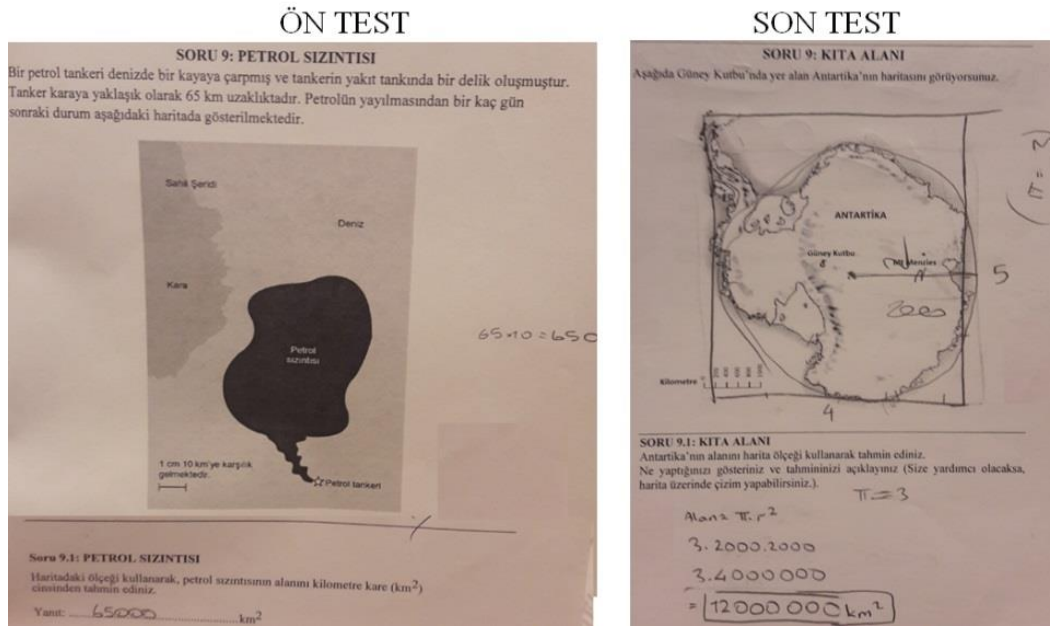 ÖN TEST
SORU 9: PETROL SIZINTISI
Bir petrol tankeri denizde bir kayaya çarpmış ve tankerin yakıt tankında bir delik oluşmuştur.
Tanker karaya yaklaşık olarak 65 km uzaklıktadır. Petrolün yayılmasından bir kaç gün
sonraki durum aşağıdaki haritada gösterilmektedir.
Sahil Şeridi
Deniz
Kara
Petrol
sızıntısı
65x10=650
1 cm 10 km'ye karşılık
gelmektedir.
Petrol tankeri
Soru 9.1: PETROL SIZINTISI
Haritadaki ölçeği kullanarak, petrol sızıntısının alanını kilometre kare (km²)
cinsinden tahmin ediniz.
Yanıt: 65000 km²
SON TEST
SORU 9: KITA ALANI
Aşağıda Güney Kutbu'nda yer alan Antartika'nın haritasını görüyorsunuz.
ANTARTİKA
Güney Kutbu
Mt Menzies
5
2000
Kilometre 0 200 400 600 800 1000
4
SORU 9.1: KITA ALANI
Antartika'nın alanını harita ölçeği kullanarak tahmin ediniz.
Ne yaptığınızı gösteriniz ve tahmininizi açıklayınız (Size yardımcı olacaksa,
harita üzerinde çizim yapabilirsiniz.).
π=3
Alan= π.r²
3.2000.2000
3.4000000
= 12000000 km²